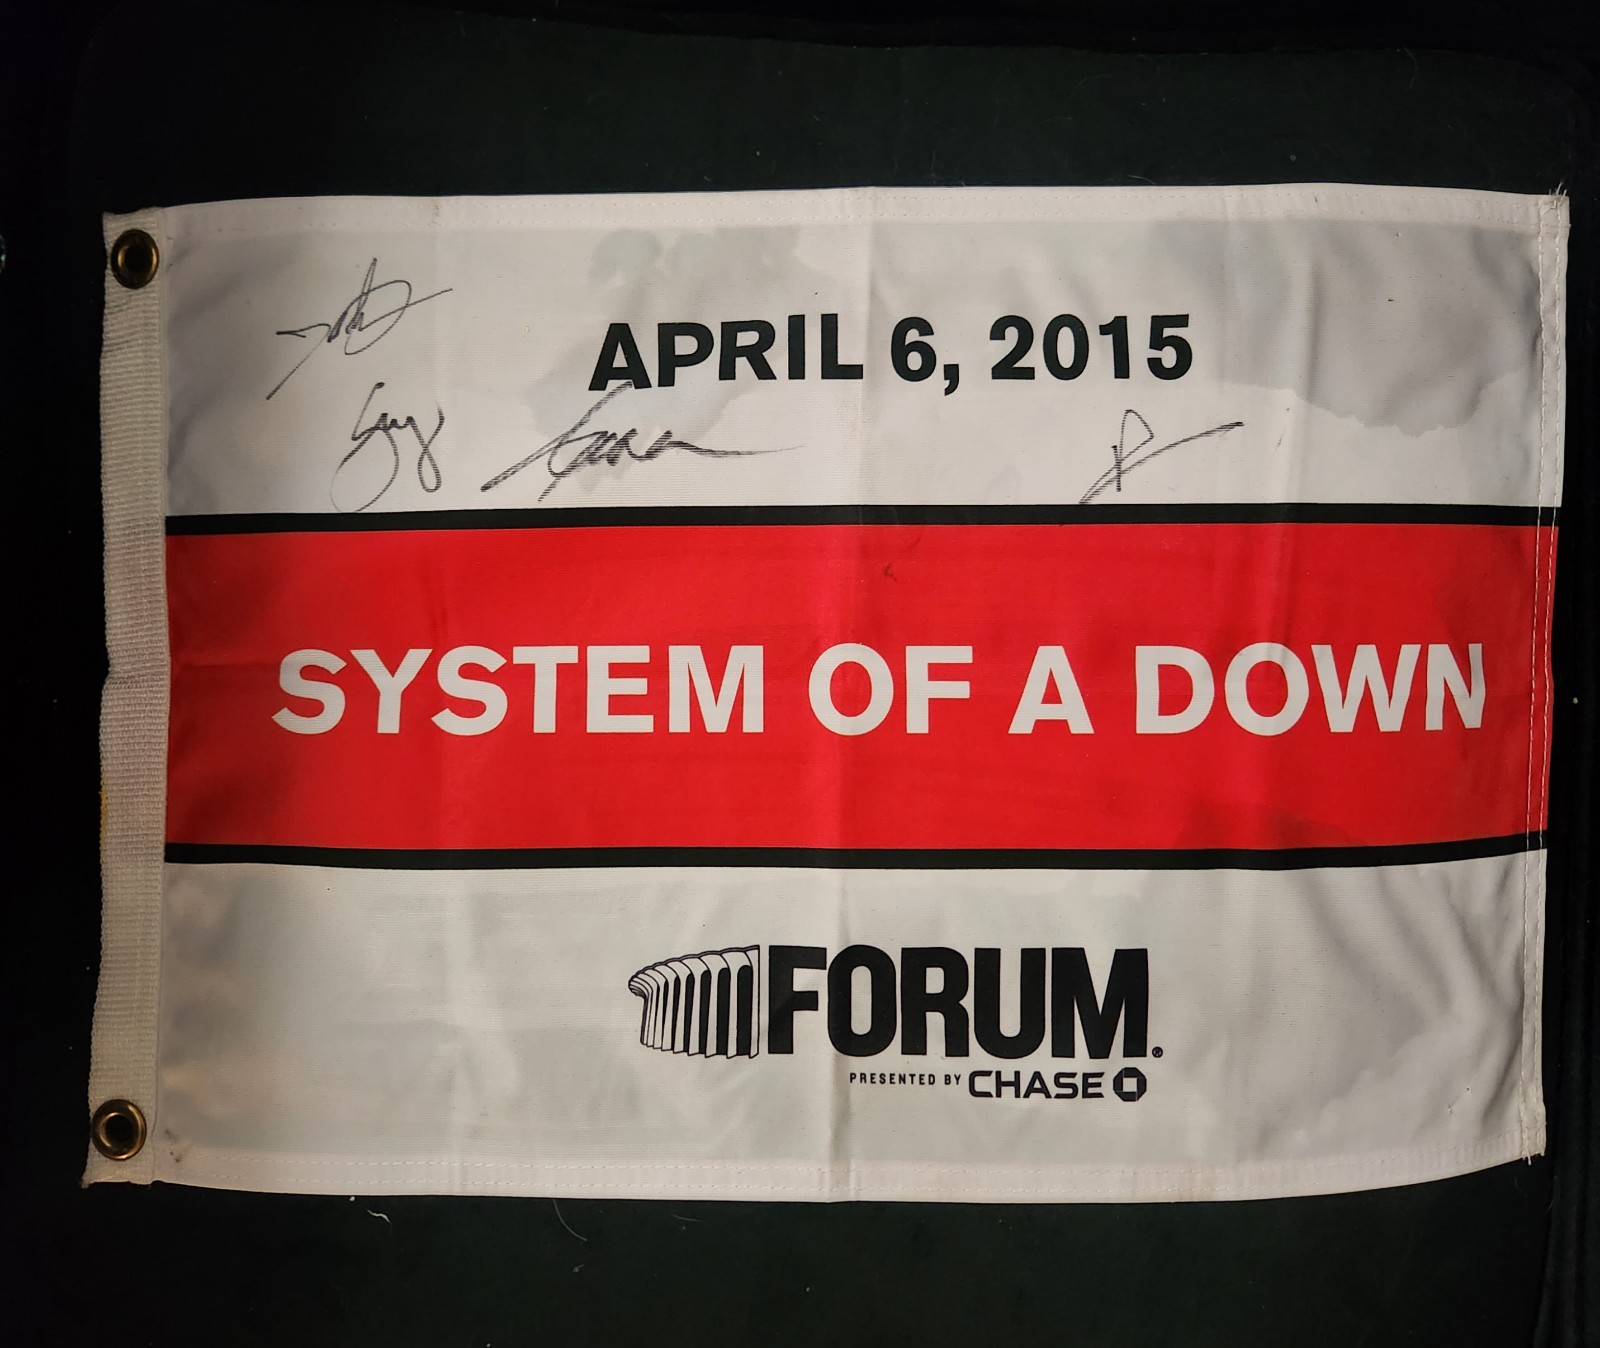 APRIL 6, 2015
SYSTEM OF A DOWN
FORUM®
PRESENTED BY CHASE